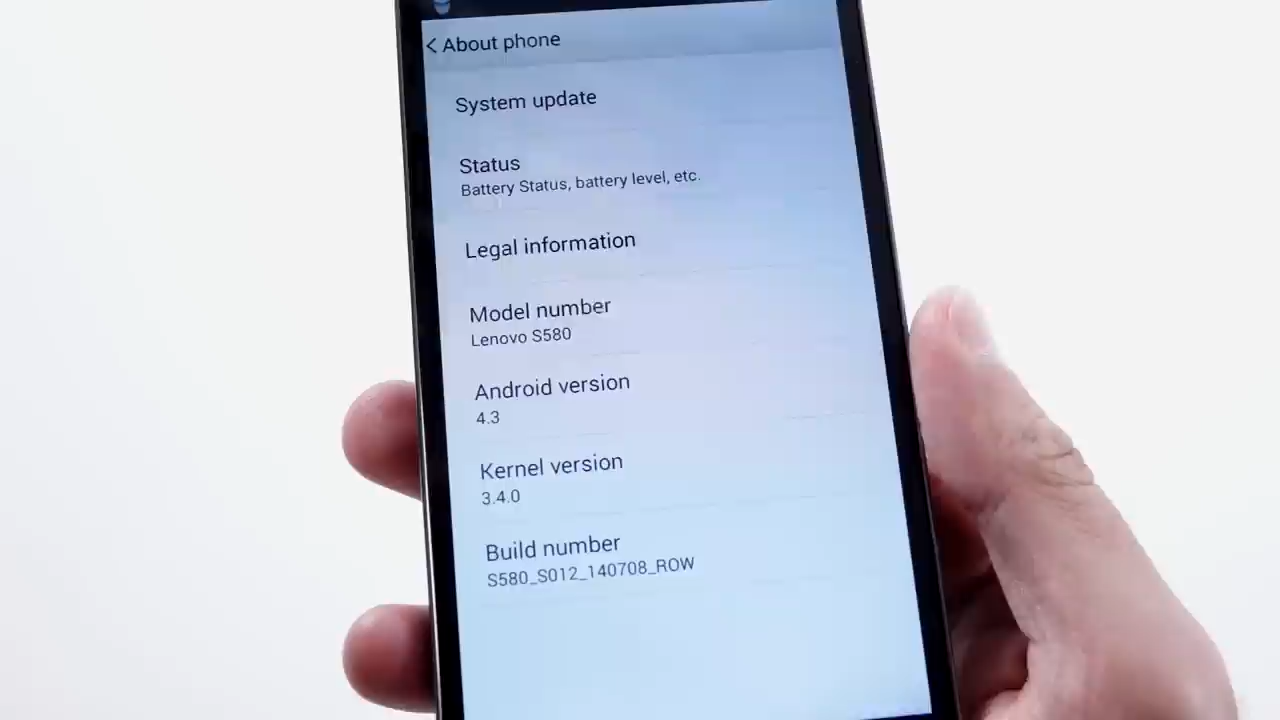 < About phone
System update
Status
Battery Status, battery level, etc.
Legal information
Model number
Lenovo S580
Android version
4.3
Kernel version
3.4.0
Build number
S580_S012_140708_ROW